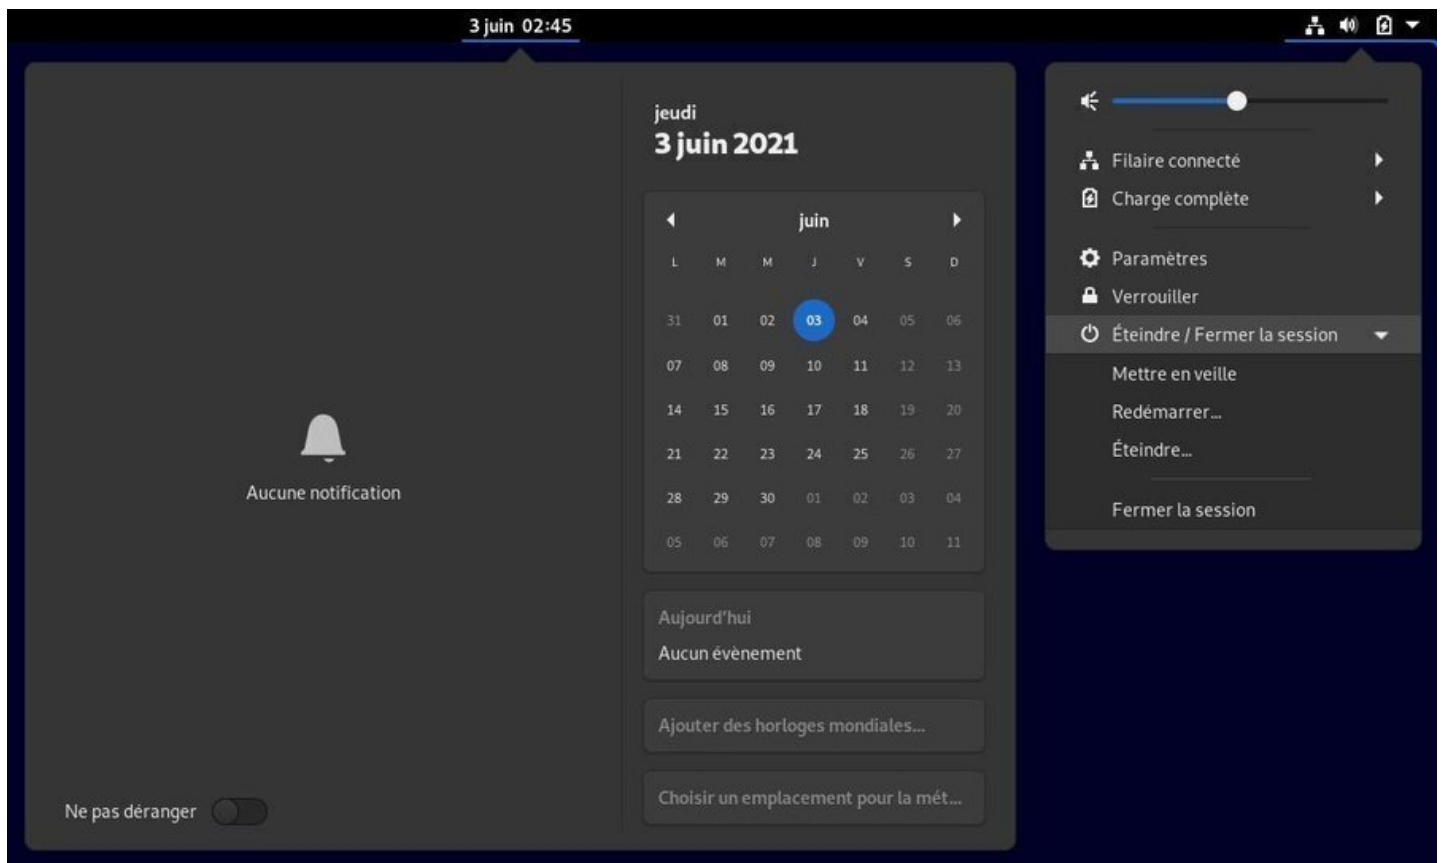 3 juin 02:45
jeudi
3 juin 2021
juin
L M M J V S D
31 01 02 03 04 05 06
07 08 09 10 11 12 13
14 15 16 17 18 19 20
21 22 23 24 25 26 27
28 29 30 01 02 03 04
05 06 07 08 09 10 11
Aucune notification
Aujourd'hui
Aucun évènement
Ajouter des horloges mondiales…
Choisir un emplacement pour la mét…
Ne pas déranger
Filaire connecté
Charge complète
Paramètres
Verrouiller
Éteindre / Fermer la session
Mettre en veille
Redémarrer…
Éteindre…
Fermer la session